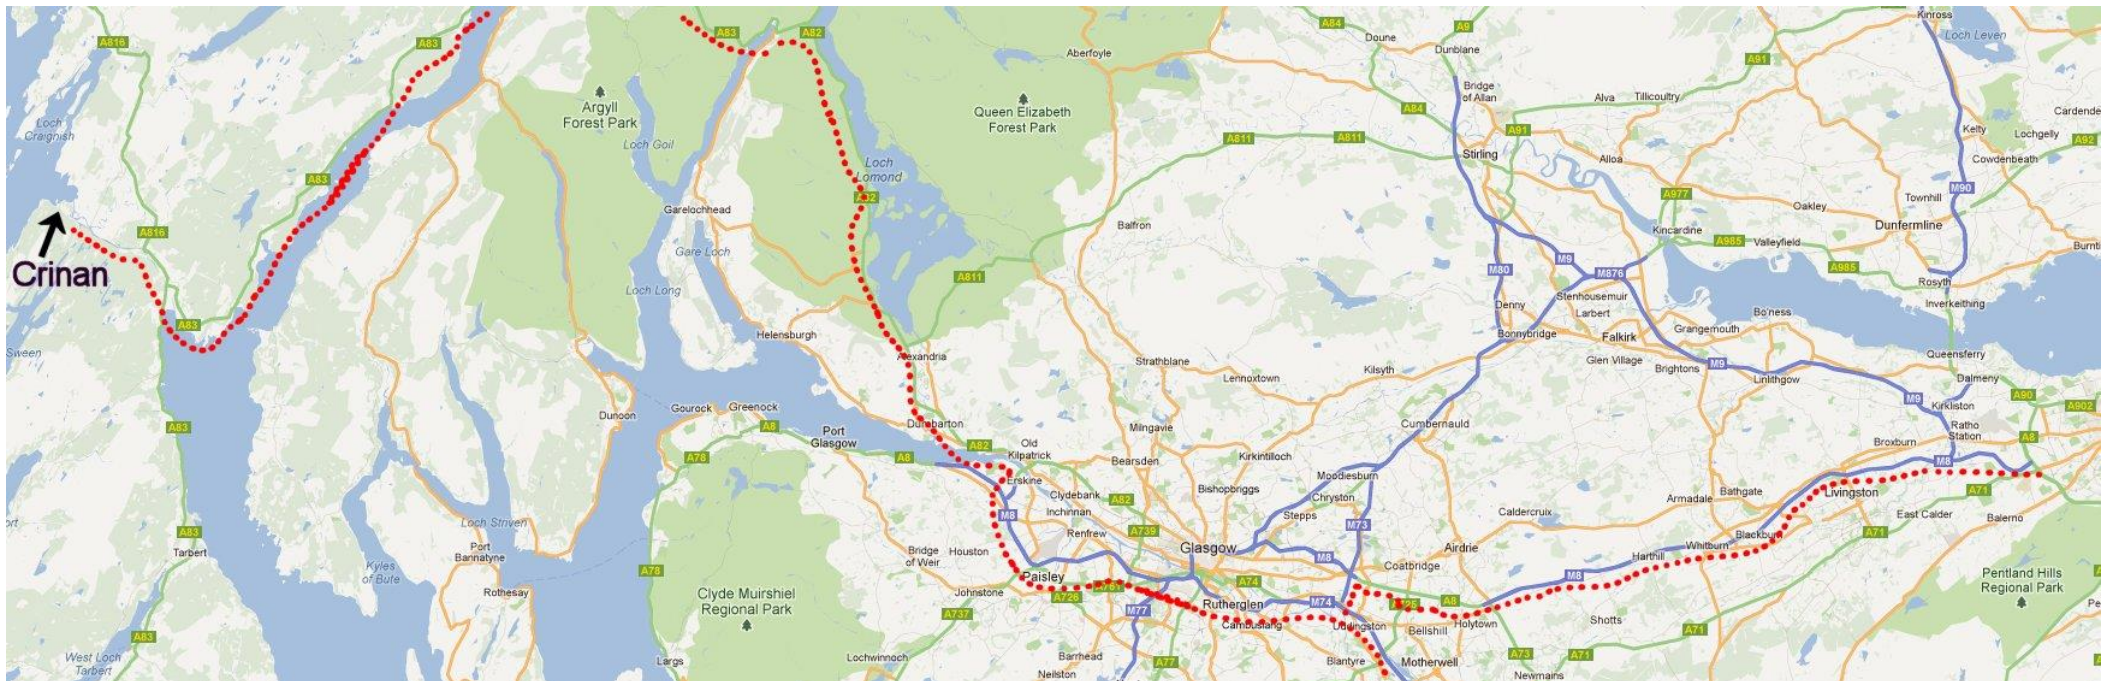 A816
A83
A83
A82
Aberfoyle
A84
Doune
A9
Dunblane
Kinross
Loch Leven
A91
Loch
Craignish
Argyll
Forest Park
Queen Elizabeth
Forest Park
Bridge
of Allan
A84
Alva
Tillicoultry
Cardende
Kelty
Lochgelly
A92
Cowdenbeath
Loch Goil
A811
A811
A91
Stirling
Alloa
Loch
Lomond
A83
A82
Garelochhead
A977
M90
Townhill
Oakley
Dunfermline
A816
Balfron
Kincardine
A985
Valleyfield
Burnti
Crinan
Gare Loch
Loch Long
A811
M80
M9
M876
A985
Rosyth
Inverkeithing
Stenhousemuir
Denny
Larbert
Bo'ness
A83
Helensburgh
Bonnybridge
Falkirk
Grangemouth
Sween
Alexandria
Strathblane
Kilsyth
Glen Village
Brightons
M9
Linlithgow
Queensferry
Lennoxtown
Dalmeny
A90
Dunoon
Gourock
Greenock
M9
Kirkliston
A902
A83
A8
Port
Glasgow
Dumbarton
A82
Old
Kilpatrick
Milngavie
Cumbernauld
Ratho
Station
A8
Broxburn
A78
A8
Bearsden
Kirkintilloch
M8
Erskine
Moodiesburn
Clydebank
A82
Bishopbriggs
Chryston
Armadale
Bathgate
Livingston
A71
M8
Inchinnan
Stepps
M73
Caldercruix
East Calder
Balerno
Loch Striven
A83
Tarbert
Port
Bannatyne
Kyles
of Bute
Renfrew
A739
Glasgow
Airdrie
Blackburn
A71
Whitburn
Harthill
Bridge
of Weir
Houston
M8
Coatbridge
M8
A78
Paisley
A761
A74
Pentland Hills
Regional Park
Rothesay
Clyde Muirshiel
Regional Park
Johnstone
A726
M77
Rutherglen
M74
A725
A8
A737
Cambuslang
Uddingston
Bellshill
Holytown
Shotts
A71
A83
West Loch
Tarbert
Largs
Lochwinnoch
Barrhead
Neilston
A77
Blantyre
Motherwell
A73
A71
Newmains